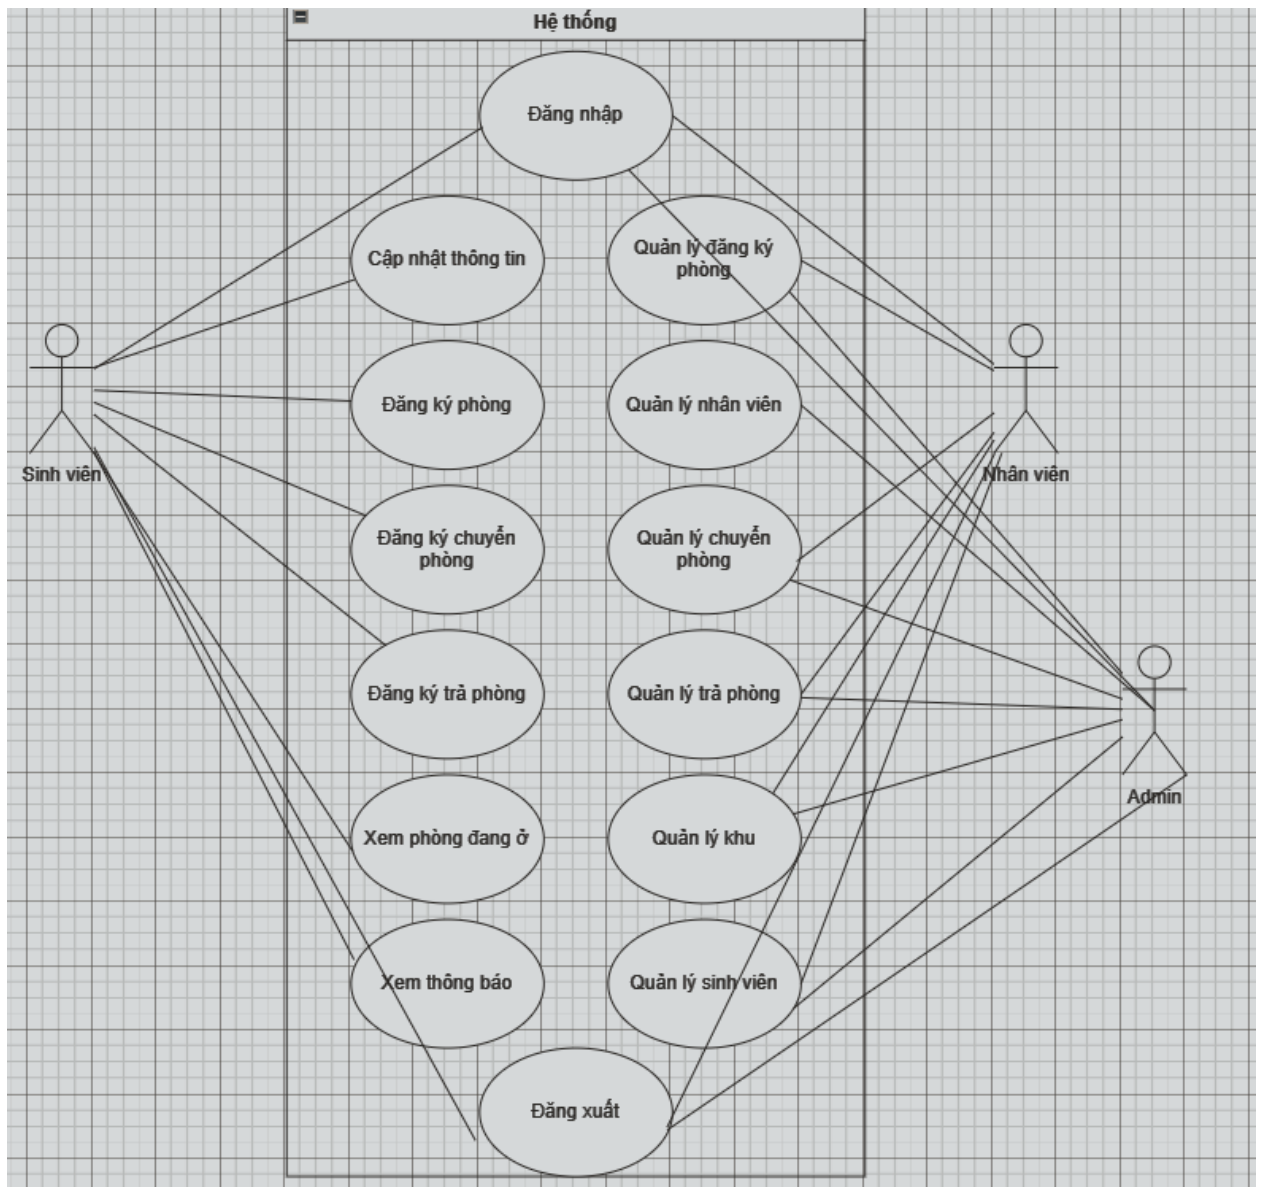 Hệ thống
Đăng nhập
Cập nhật thông tin
Quản lý đăng ký
phòng
Đăng ký phòng
Quản lý nhân viên
Sinh viên
Nhân viên
Đăng ký chuyển
phòng
Quản lý chuyển
phòng
Đăng ký trả phòng
Quản lý trả phòng
Admin
Xem phòng đang ở
Quản lý khu
Xem thông báo
Quản lý sinh viên
Đăng xuất